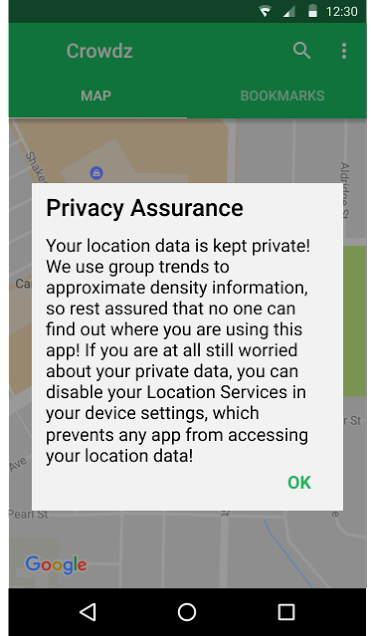 12:30
Crowdz
MAP BOOKMARKS
Shaker
Aldridge St
Privacy Assurance
Your location data is kept private!
We use group trends to
approximate density information,
so rest assured that no one can
find out where you are using this
app! If you are at all still worried
about your private data, you can
disable your Location Services in
your device settings, which
prevents any app from accessing
your location data!
OK
Ca
r St
Ave
Pearl St
Google